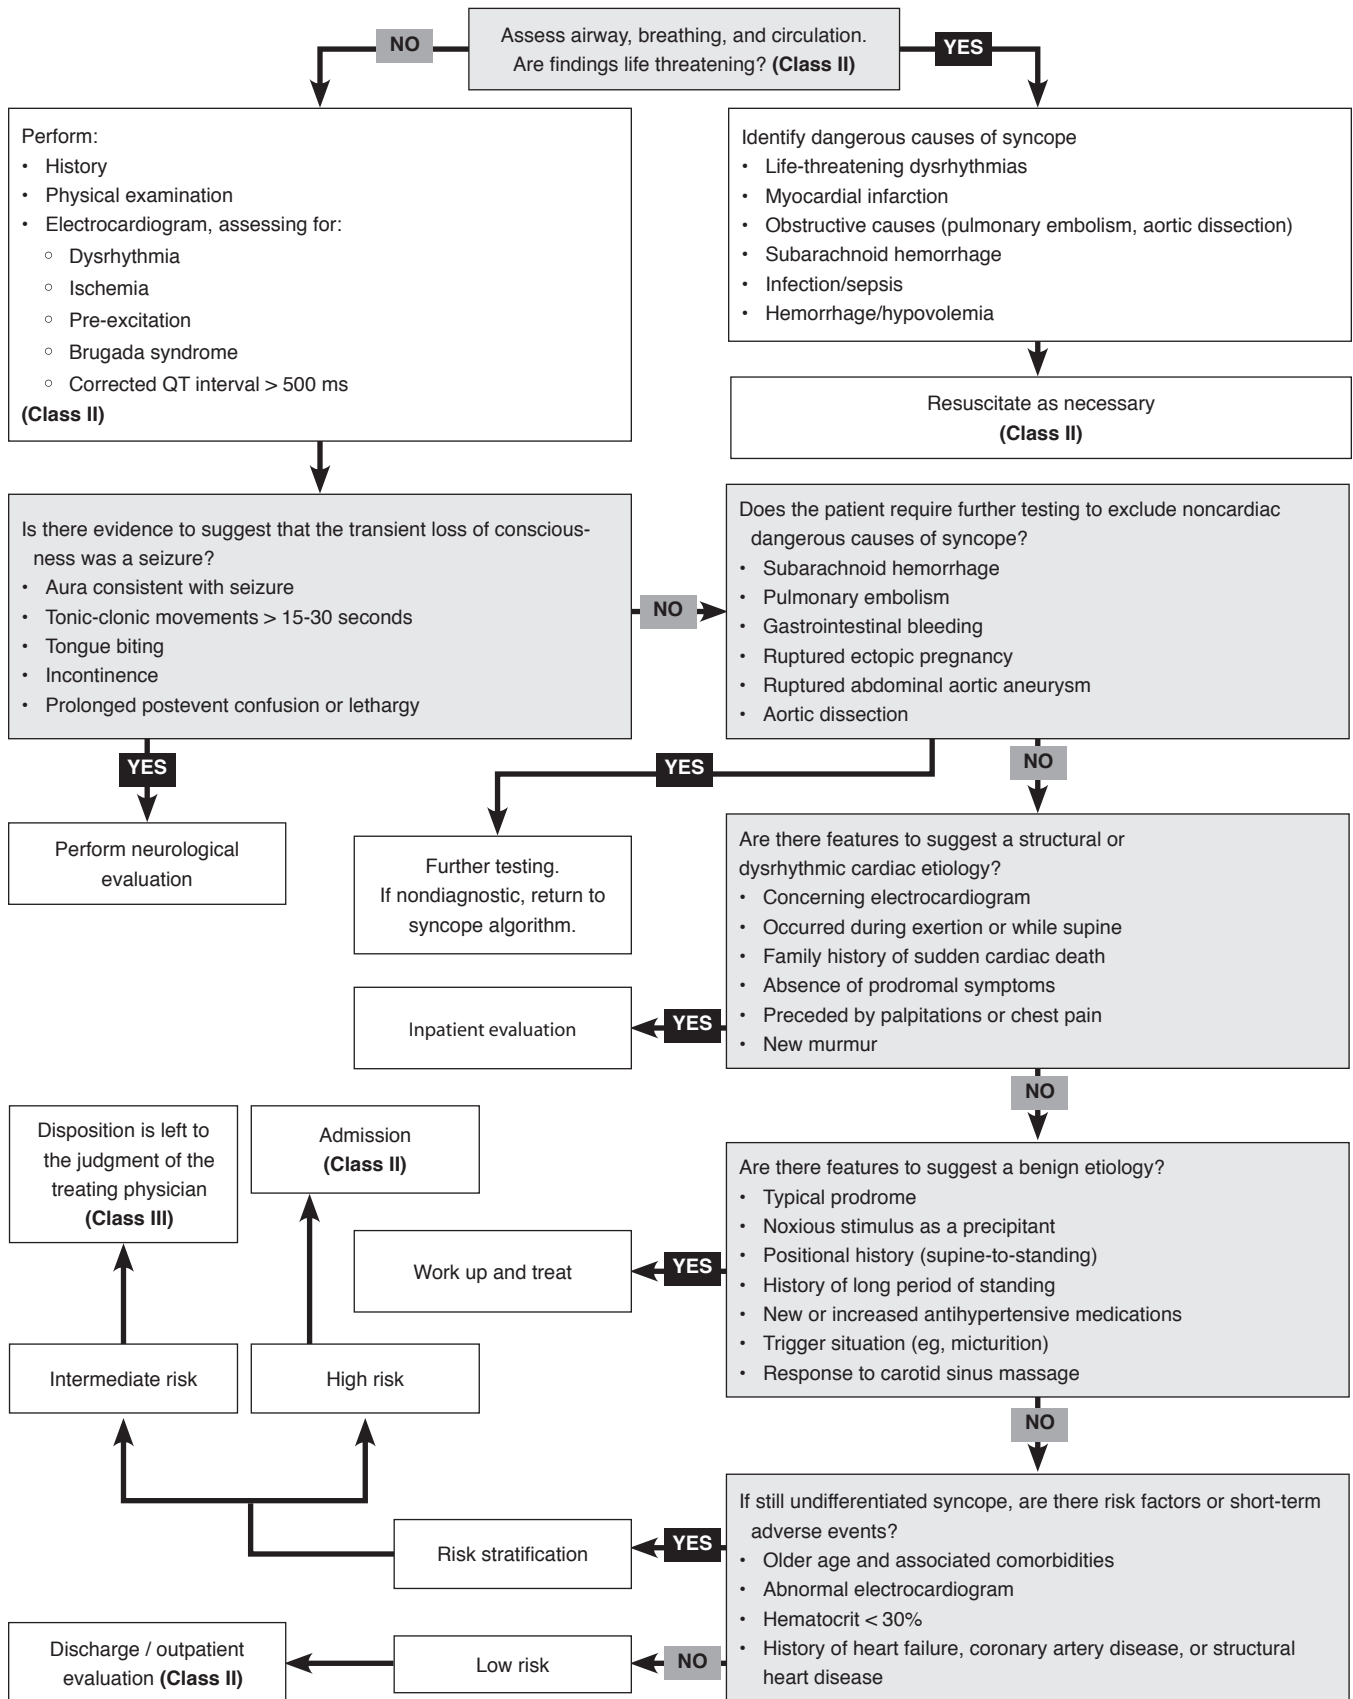 Assess airway, breathing, and circulation.
Are findings life threatening? (Class II)
NO
YES
Perform:
• History
• Physical examination
• Electrocardiogram, assessing for:
○ Dysrhythmia
○ Ischemia
○ Pre-excitation
○ Brugada syndrome
○ Corrected QT interval > 500 ms
(Class II)
Identify dangerous causes of syncope
• Life-threatening dysrhythmias
• Myocardial infarction
• Obstructive causes (pulmonary embolism, aortic dissection)
• Subarachnoid hemorrhage
• Infection/sepsis
• Hemorrhage/hypovolemia
Resuscitate as necessary
(Class II)
Is there evidence to suggest that the transient loss of conscious-
ness was a seizure?
• Aura consistent with seizure
• Tonic-clonic movements > 15-30 seconds
• Tongue biting
• Incontinence
• Prolonged postevent confusion or lethargy
NO
Does the patient require further testing to exclude noncardiac
dangerous causes of syncope?
• Subarachnoid hemorrhage
• Pulmonary embolism
• Gastrointestinal bleeding
• Ruptured ectopic pregnancy
• Ruptured abdominal aortic aneurysm
• Aortic dissection
YES
YES
NO
Perform neurological
evaluation
Further testing.
If nondiagnostic, return to
syncope algorithm.
Are there features to suggest a structural or
dysrhythmic cardiac etiology?
• Concerning electrocardiogram
• Occurred during exertion or while supine
• Family history of sudden cardiac death
• Absence of prodromal symptoms
• Preceded by palpitations or chest pain
• New murmur
YES
Inpatient evaluation
NO
Disposition is left to
the judgment of the
treating physician
(Class III)
Admission
(Class II)
Are there features to suggest a benign etiology?
• Typical prodrome
• Noxious stimulus as a precipitant
• Positional history (supine-to-standing)
• History of long period of standing
• New or increased antihypertensive medications
• Trigger situation (eg, micturition)
• Response to carotid sinus massage
YES
Work up and treat
Intermediate risk
High risk
NO
If still undifferentiated syncope, are there risk factors or short-term
adverse events?
• Older age and associated comorbidities
• Abnormal electrocardiogram
• Hematocrit < 30%
• History of heart failure, coronary artery disease, or structural
heart disease
YES
Risk stratification
NO
Low risk
Discharge / outpatient
evaluation (Class II)